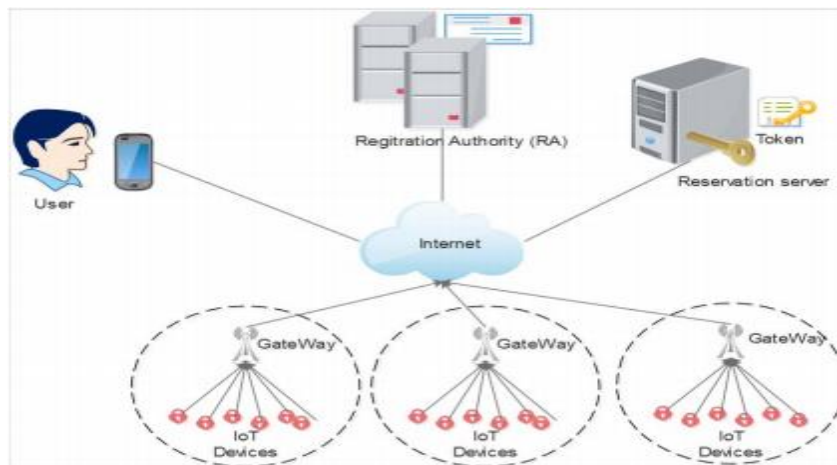 Regitration Authority (RA)
Token
User
Reservation server
Internet
GateWay
GateWay
GateWay
IoT
Devices
IoT
Devices
IoT
Devices